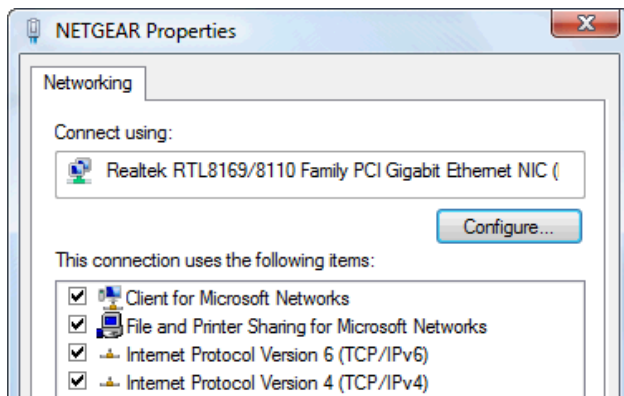 NETGEAR Properties
Networking
Connect using:
Realtek RTL8169/8110 Family PCI Gigabit Ethernet NIC (
Configure...
This connection uses the following items:
Client for Microsoft Networks
File and Printer Sharing for Microsoft Networks
Internet Protocol Version 6 (TCP/IPv6)
Internet Protocol Version 4 (TCP/IPv4)